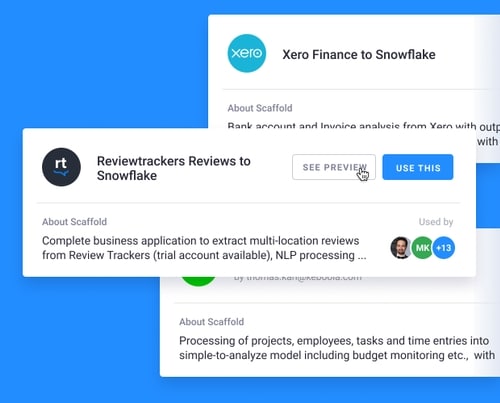 xero
Xero Finance to Snowflake
About Scaffold
Bank account and Invoice analysis from Xero with outp
with
rt
Reviewtrackers Reviews to
Snowflake
SEE PREVIEW
USE THIS
About Scaffold
Used by
Complete business application to extract multi-location reviews
from Review Trackers (trial account available), NLP processing ...
MK
+13
by thomas.kan@keboola.com
About Scaffold
Processing of projects, employees, tasks and time entries into
simple-to-analyze model including budget monitoring etc., with